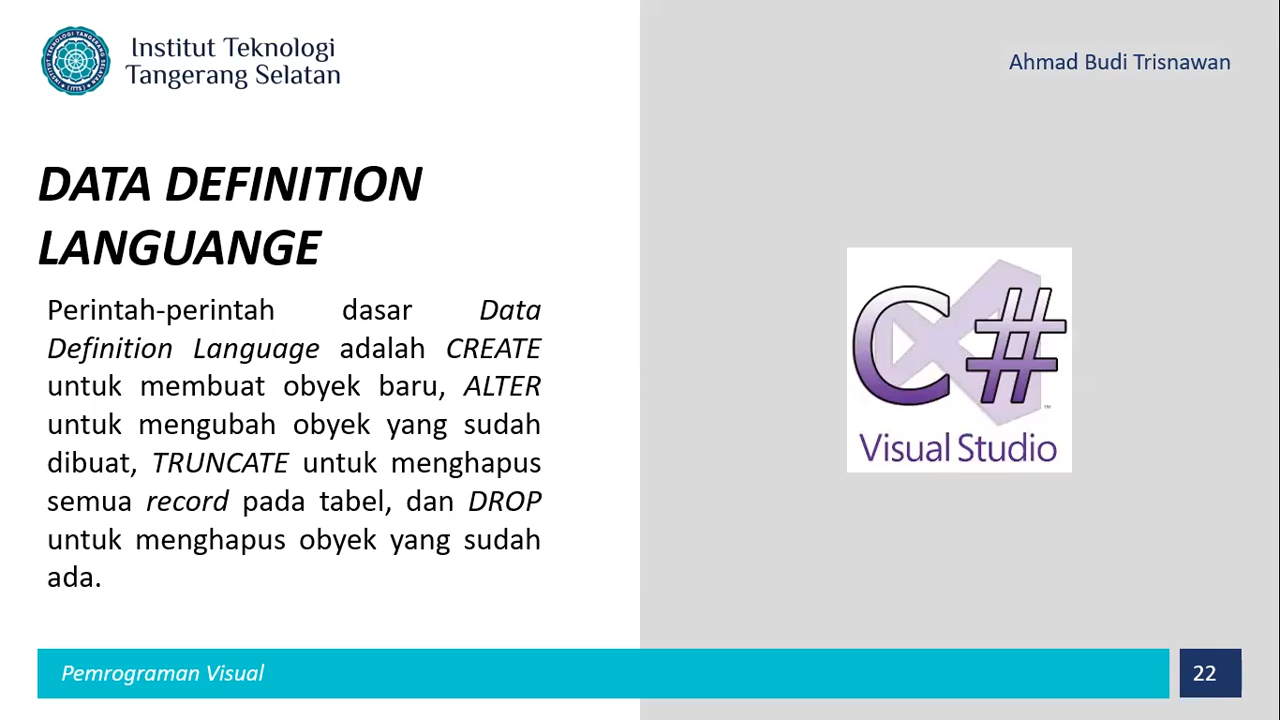 Institut Teknologi
Tangerang Selatan
Ahmad Budi Trisnawan
DATA DEFINITION
LANGUANGE
Perintah-perintah dasar Data
Definition Language adalah CREATE
untuk membuat obyek baru, ALTER
untuk mengubah obyek yang sudah
dibuat, TRUNCATE untuk menghapus
semua record pada tabel, dan DROP
untuk menghapus obyek yang sudah
ada.
C#
Visual Studio
Pemrograman Visual
22